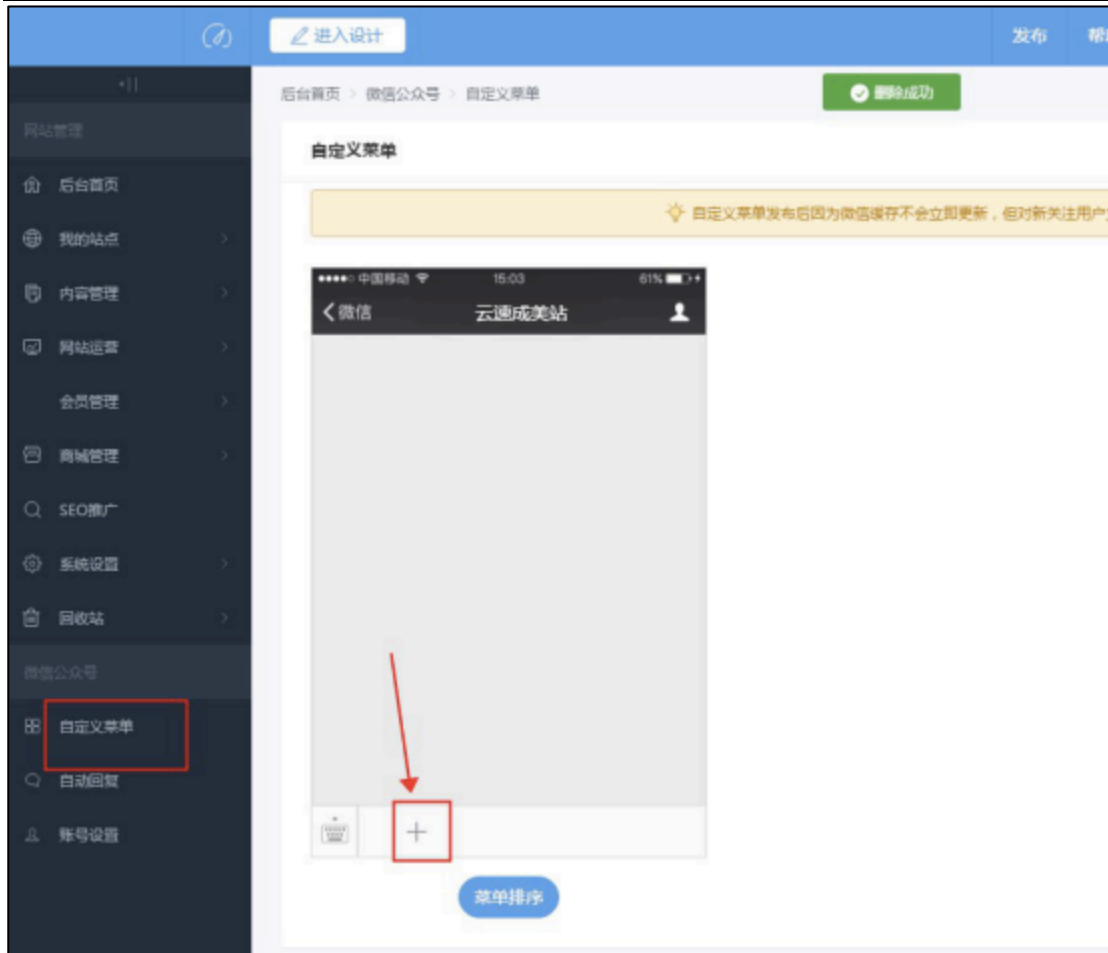 进入设计
发布
后台首页 > 微信公众号 > 自定义菜单
删除成功
网站管理
自定义菜单
后台首页
自定义菜单发布后因为微信缓存不会立即更新，但对新关注用户
我的站点
中国移动 15:03 61%
内容管理
微信 云速成美站
网站运营
会员管理
商城管理
SEO推广
系统设置
回收站
微信公众号
自定义菜单
自动回复
账号设置
菜单排序